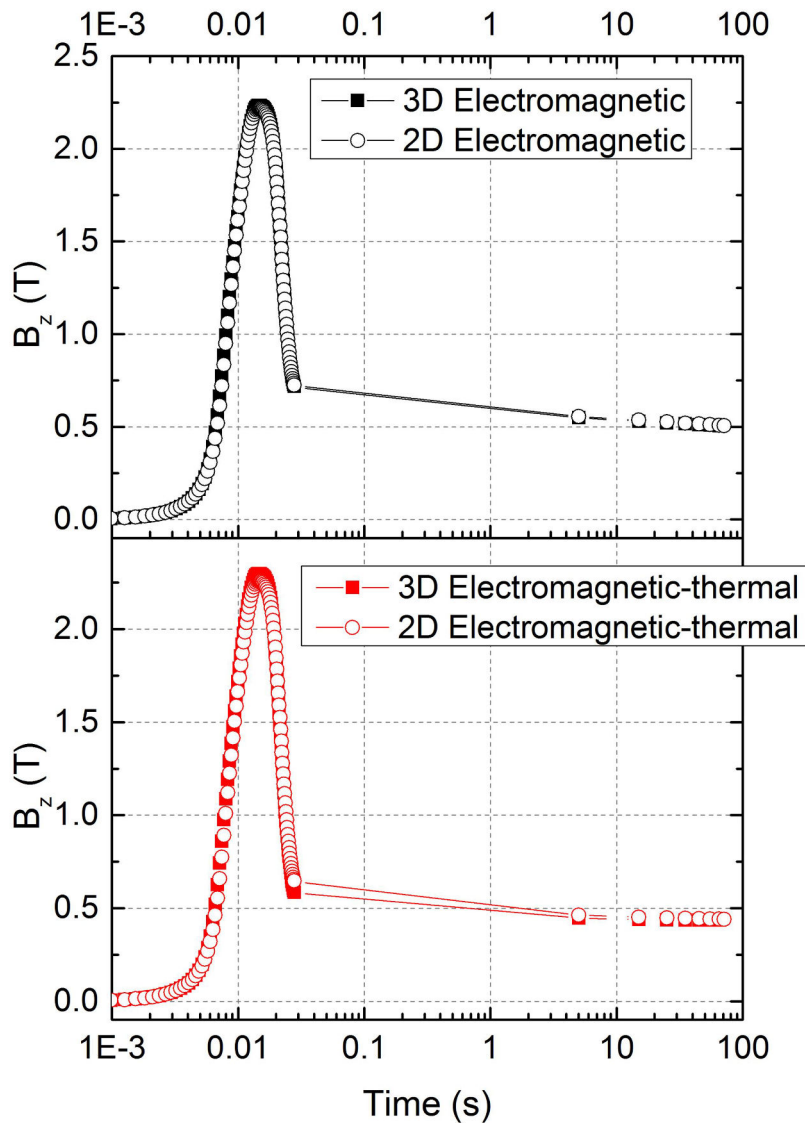 1E-3 0.01 0.1 1 10 100
2.5
3D Electromagnetic
2D Electromagnetic
2.0
1.5
1.0
0.5
0.0
B_z (T)
3D Electromagnetic-thermal
2D Electromagnetic-thermal
2.0
1.5
1.0
0.5
0.0
B_z (T)
1E-3 0.01 0.1 1 10 100
Time (s)